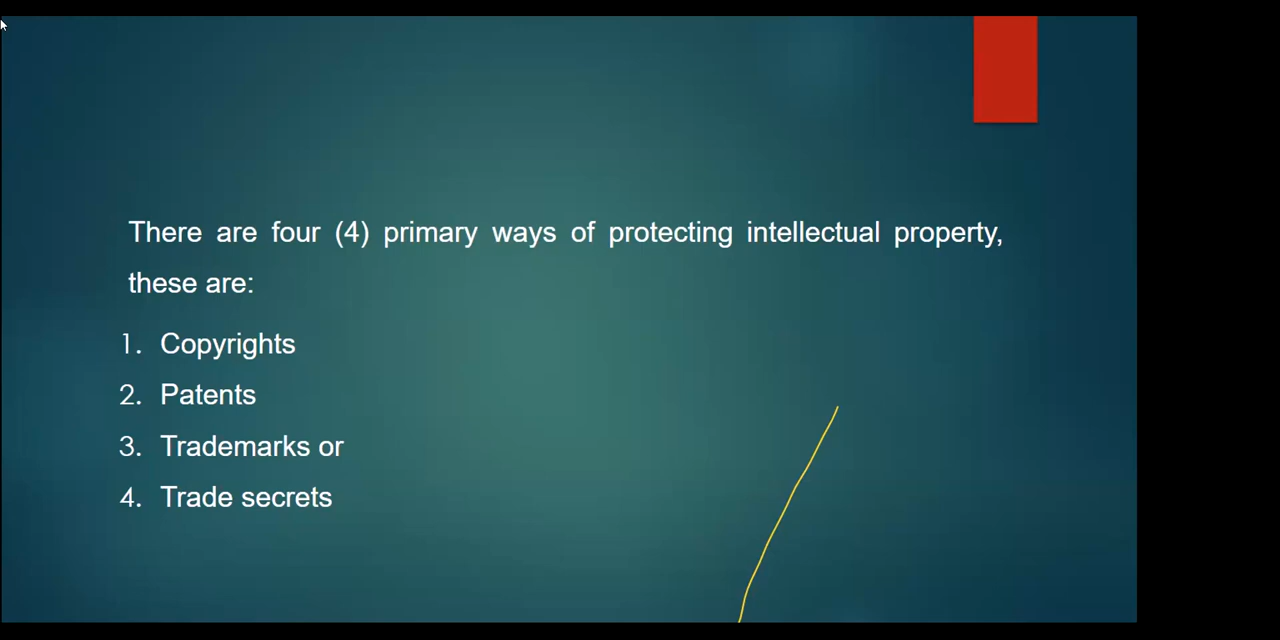 There are four (4) primary ways of protecting intellectual property,
these are:
1. Copyrights
2. Patents
3. Trademarks or
4. Trade secrets